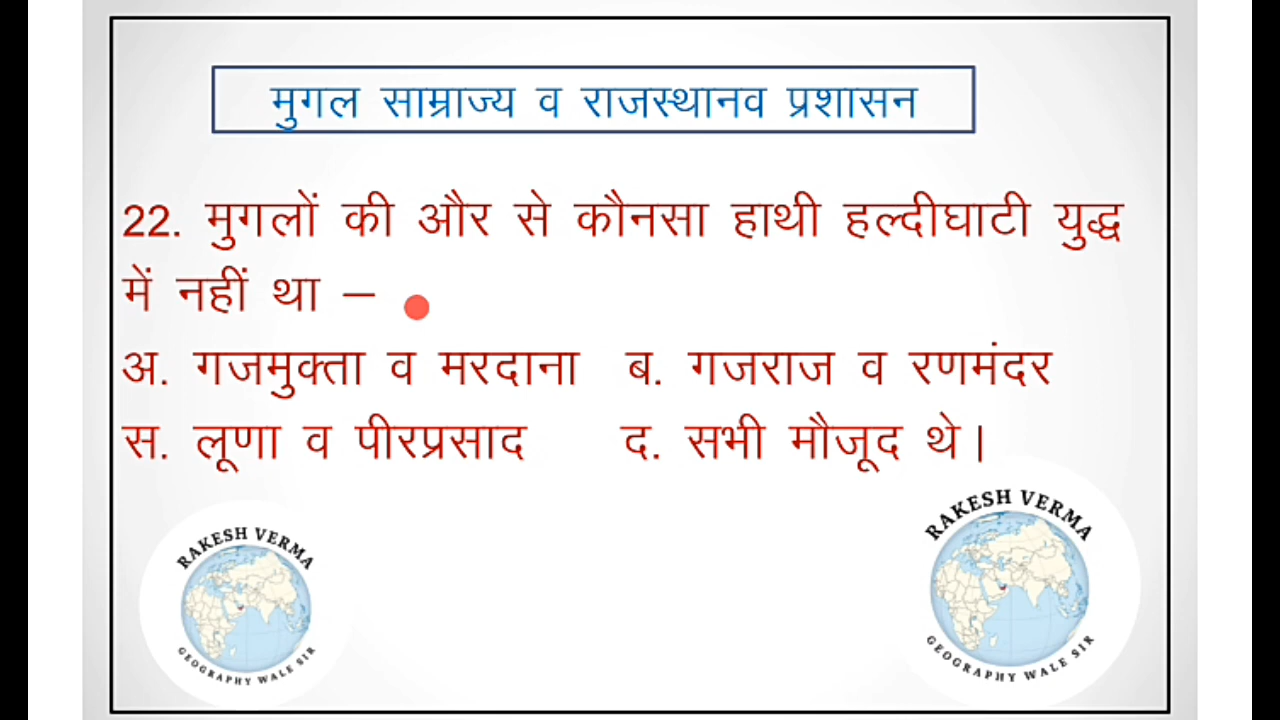 मुगल साम्राज्य व राजस्थानव प्रशासन
22. मुगलों की और से कौनसा हाथी हल्दीघाटी युद्ध
में नहीं था –
अ. गजमुक्ता व मरदाना ब. गजराज व रणमंदर
स. लूणा व पीरप्रसाद द. सभी मौजूद थे।
RAKESH VERMA
GEOGRAPHY WALE SIR
RAKESH VERMA
GEOGRAPHY WALE SIR